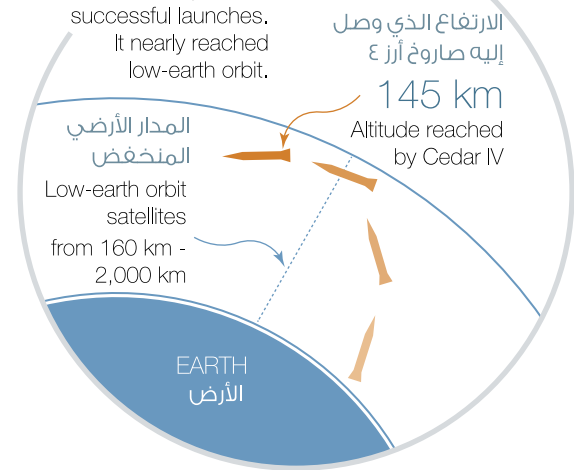 successful launches.
It nearly reached
low-earth orbit.
الارتفاع الذي وصل
إليه صاروخ أرز ٤
145 km
Altitude reached
by Cedar IV
المدار الأرضي
المنخفض
Low-earth orbit
satellites
from 160 km -
2,000 km
EARTH
الأرض